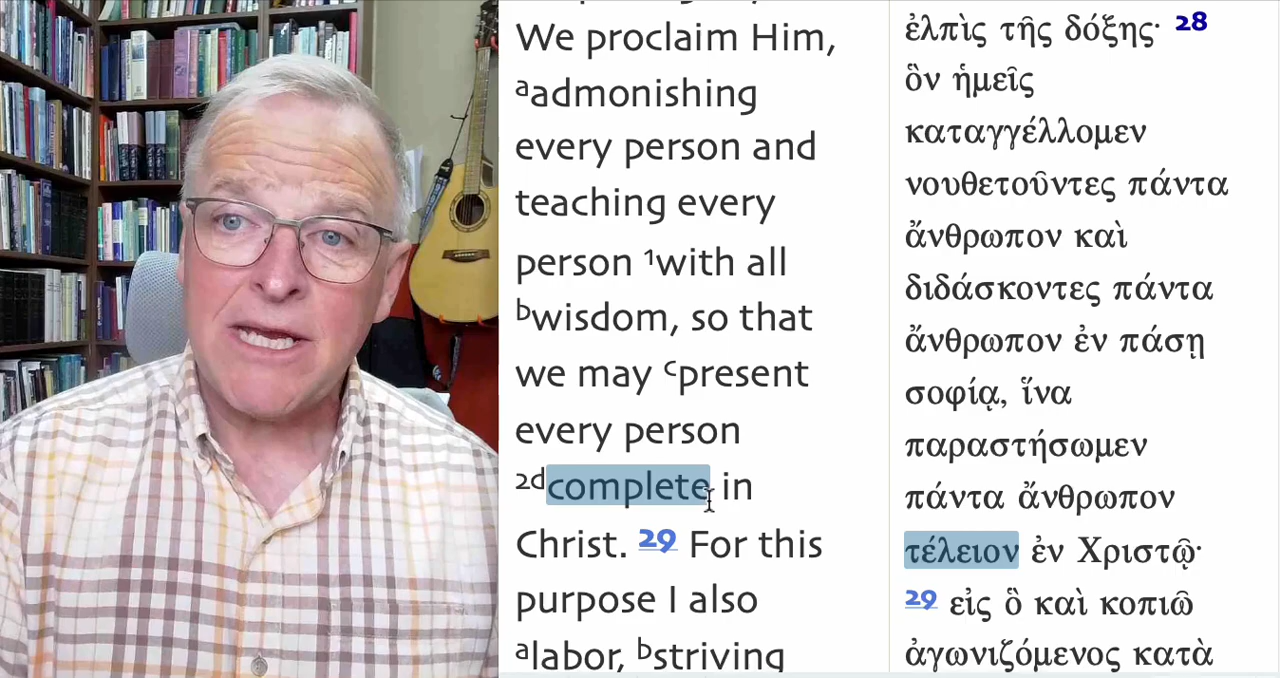 We proclaim Him,
ᵃadmonishing
every person and
teaching every
person ¹with all
ᵇwisdom, so that
we may ᶜpresent
every person
²ᵈcomplete in
Christ. 29 For this
purpose I also
ᵃlabor, ᵇstriving
ἐλπὶς τῆς δόξης· 28
ὃν ἡμεῖς
καταγγέλλομεν
νουθετοῦντες πάντα
ἄνθρωπον καὶ
διδάσκοντες πάντα
ἄνθρωπον ἐν πάσῃ
σοφίᾳ, ἵνα
παραστήσωμεν
πάντα ἄνθρωπον
τέλειον ἐν Χριστῷ·
29 εἰς ὃ καὶ κοπιῶ
ἀγωνιζόμενος κατὰ